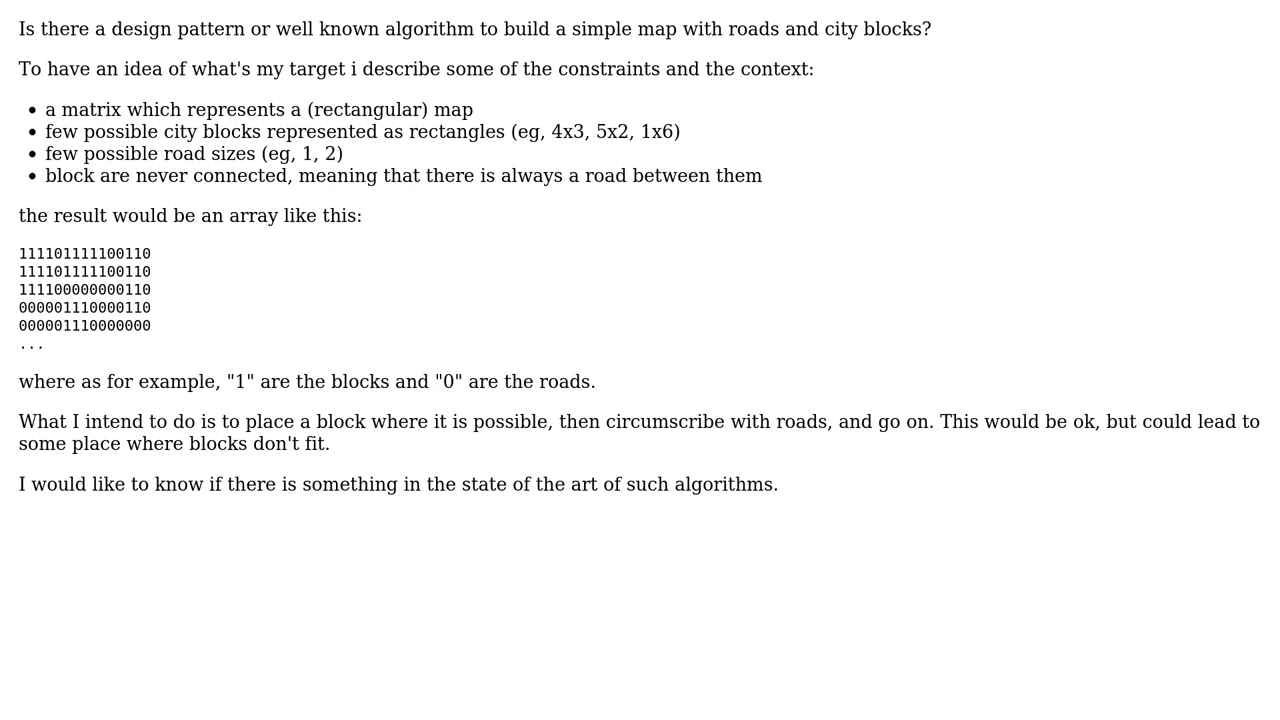 Is there a design pattern or well known algorithm to build a simple map with roads and city blocks?
To have an idea of what's my target i describe some of the constraints and the context:
• a matrix which represents a (rectangular) map
• few possible city blocks represented as rectangles (eg, 4x3, 5x2, 1x6)
• few possible road sizes (eg, 1, 2)
• block are never connected, meaning that there is always a road between them
the result would be an array like this:
111101111100110
111101111100110
111100000000110
000001110000110
000001110000000
...
where as for example, "1" are the blocks and "0" are the roads.
What I intend to do is to place a block where it is possible, then circumscribe with roads, and go on. This would be ok, but could lead to
some place where blocks don't fit.
I would like to know if there is something in the state of the art of such algorithms.